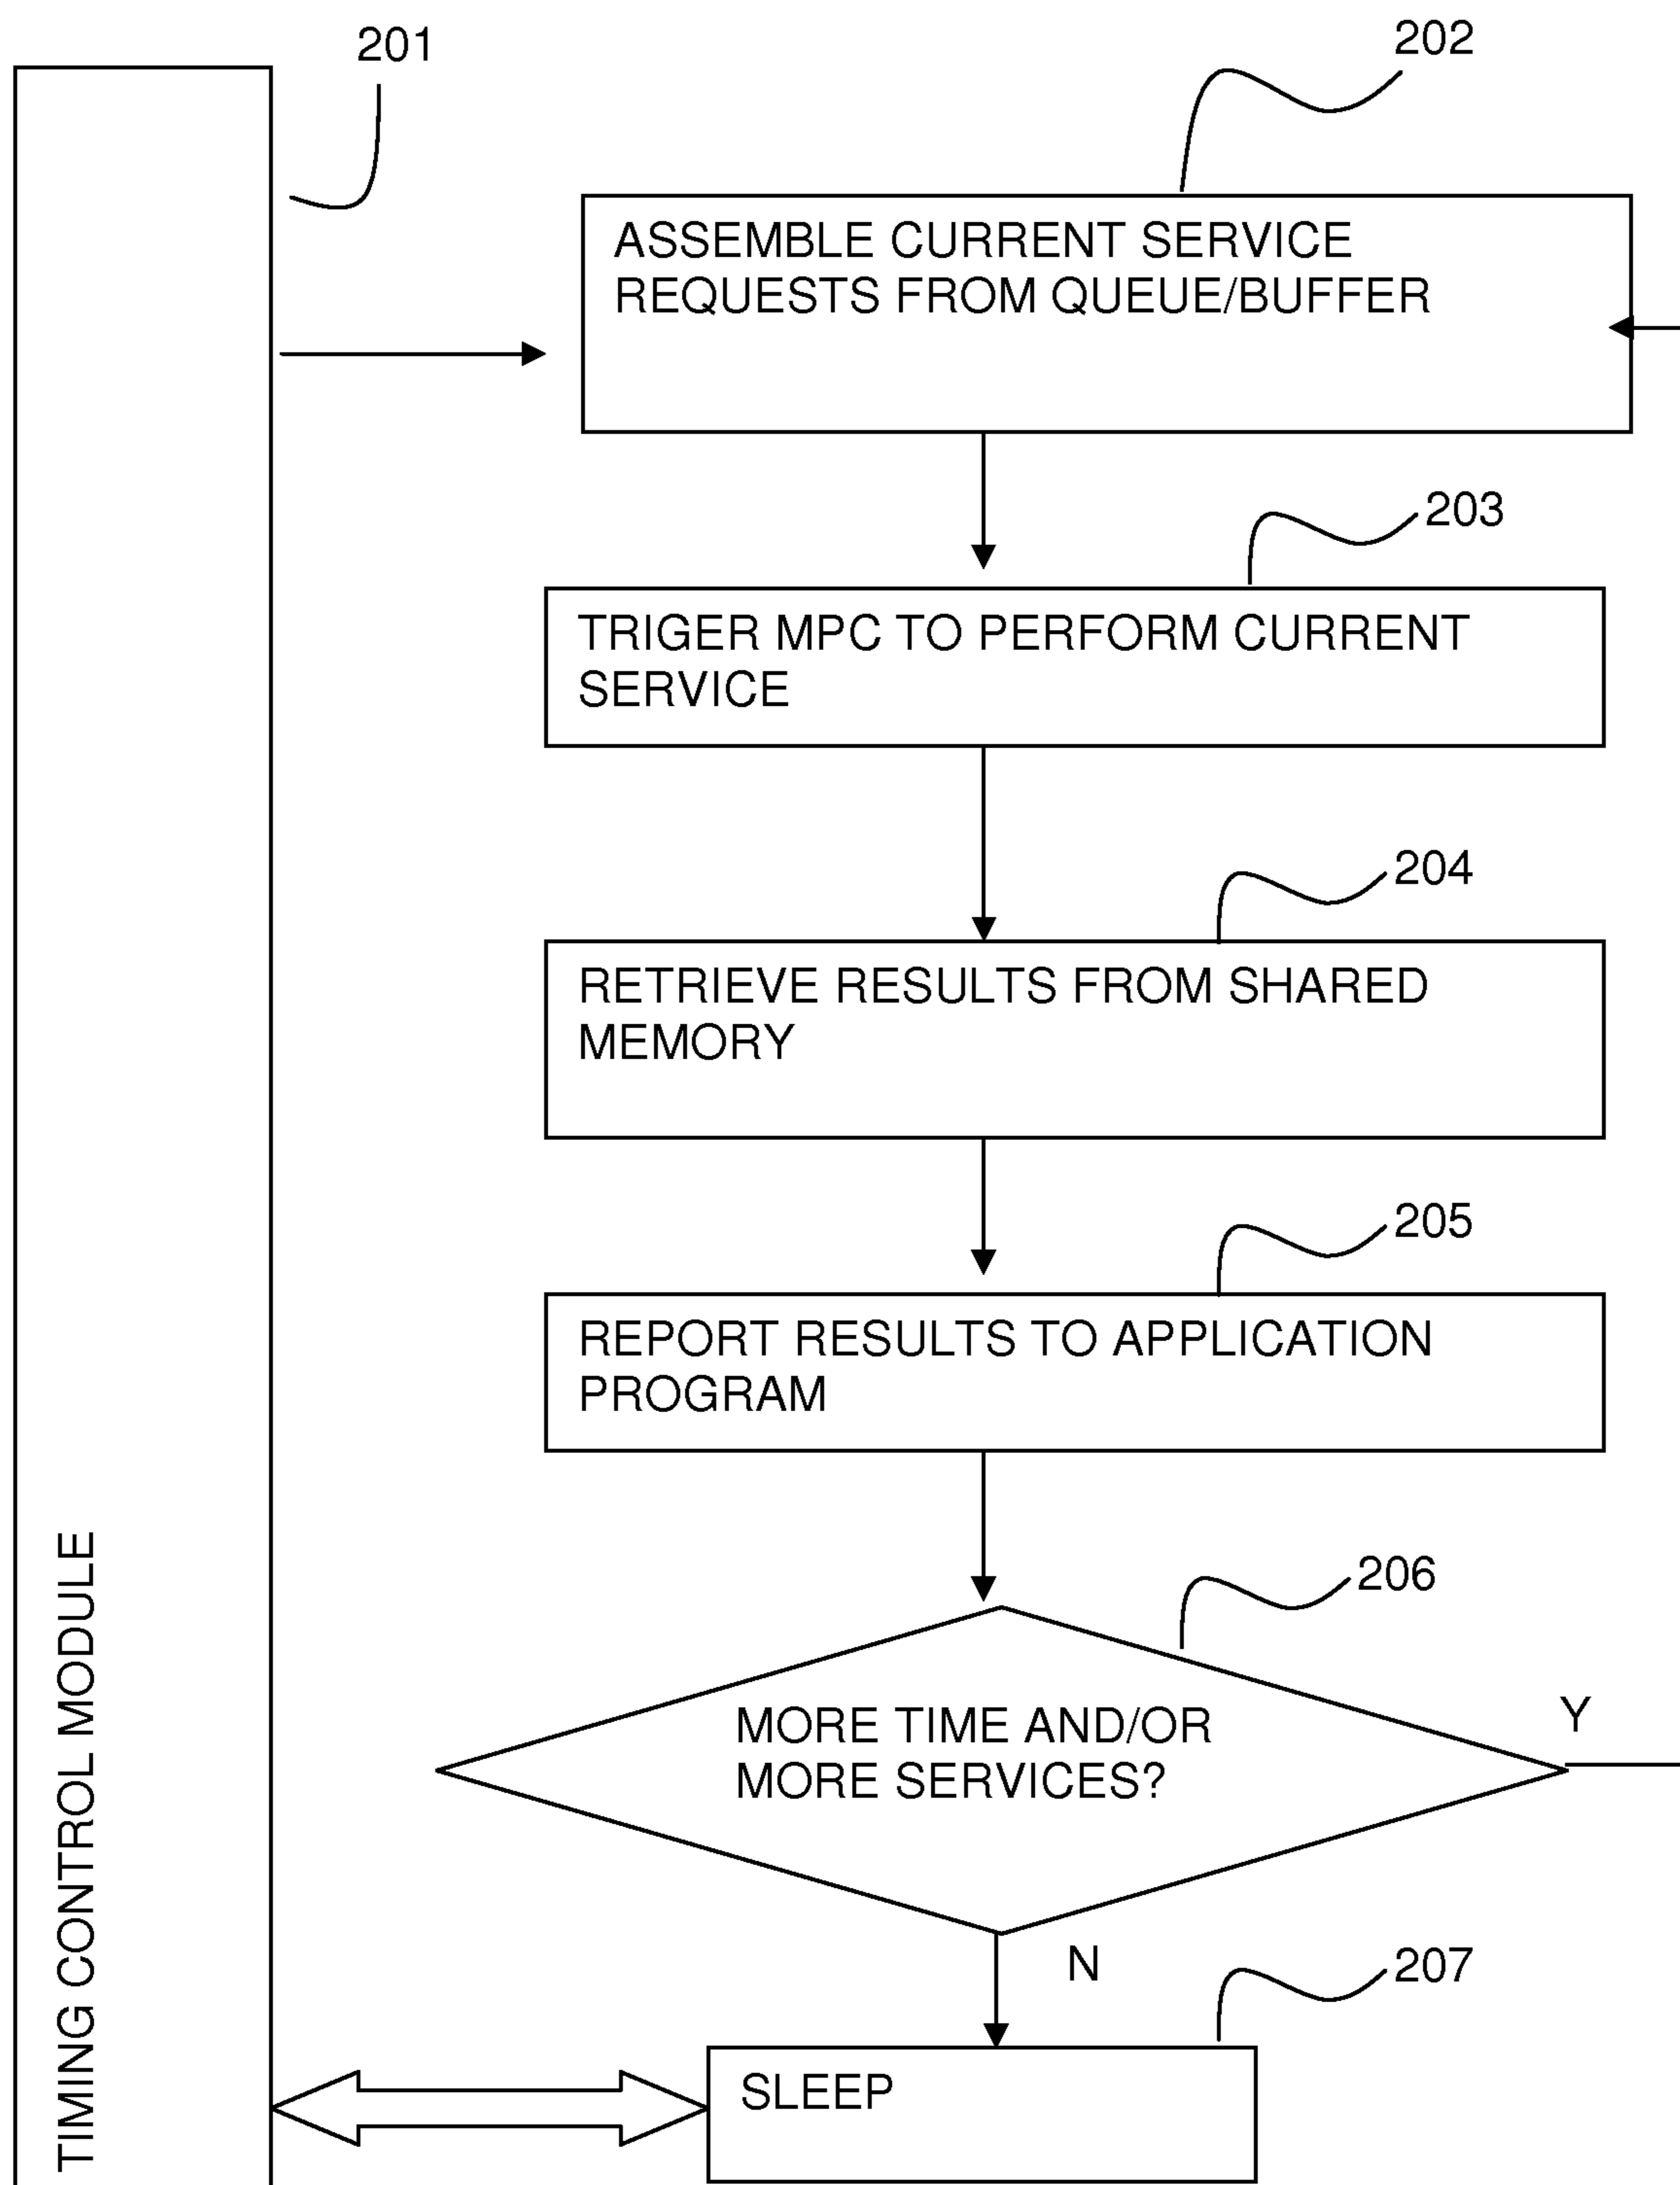 201
202
ASSEMBLE CURRENT SERVICE
REQUESTS FROM QUEUE/BUFFER
203
TRIGER MPC TO PERFORM CURRENT
SERVICE
204
RETRIEVE RESULTS FROM SHARED
MEMORY
205
REPORT RESULTS TO APPLICATION
PROGRAM
206
MORE TIME AND/OR
MORE SERVICES?
Y
N
207
SLEEP
TIMING CONTROL MODULE